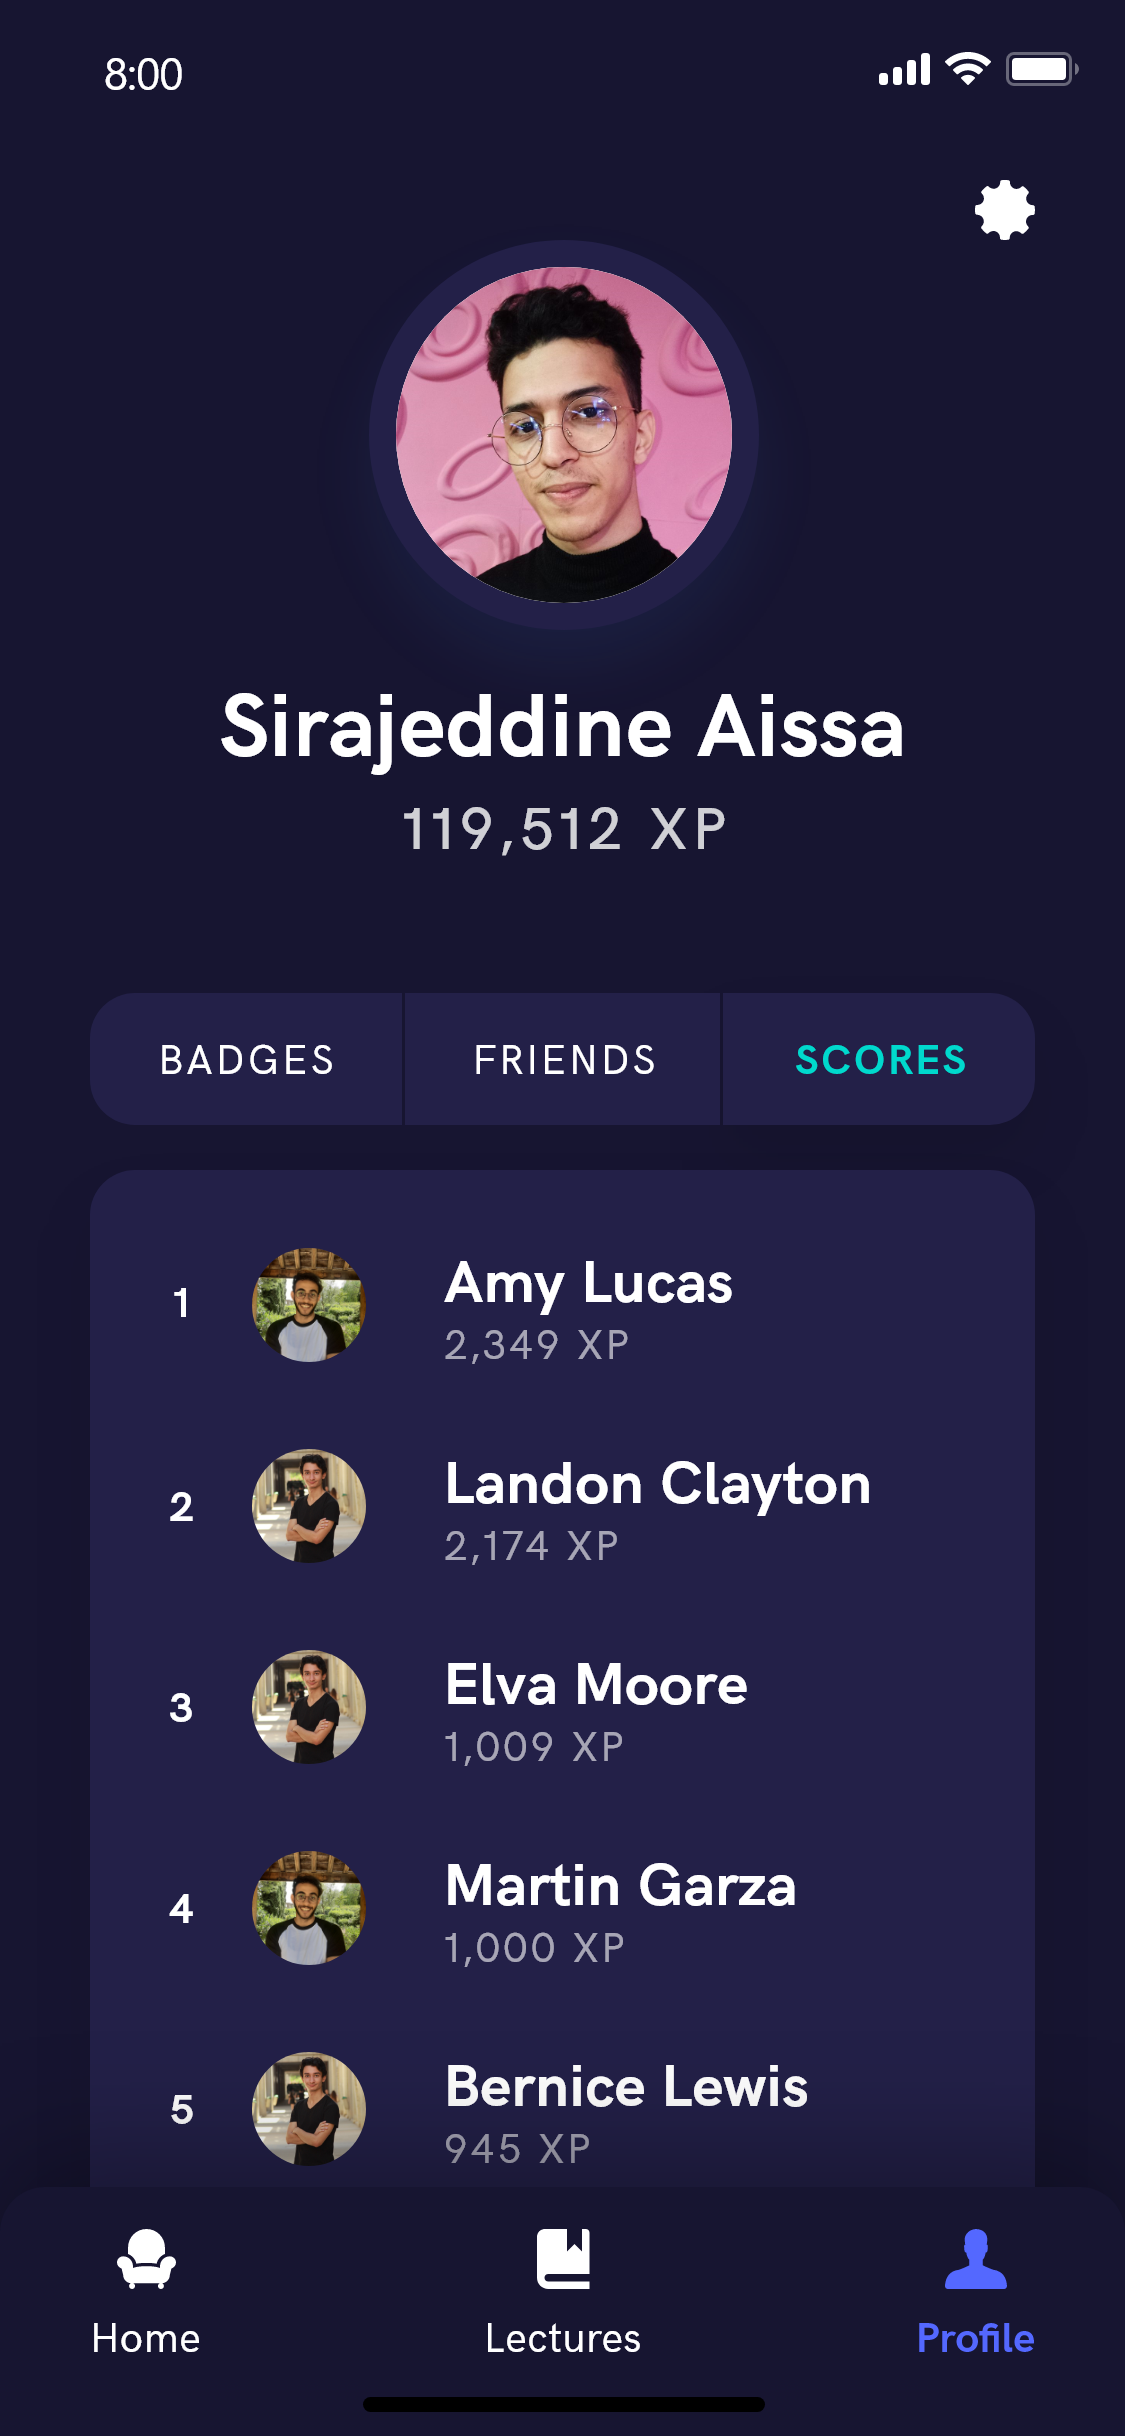 8:00
Sirajeddine Aissa
119,512 XP
BADGES FRIENDS SCORES
1
Amy Lucas
2,349 XP
2
Landon Clayton
2,174 XP
3
Elva Moore
1,009 XP
4
Martin Garza
1,000 XP
5
Bernice Lewis
945 XP
Home Lectures Profile